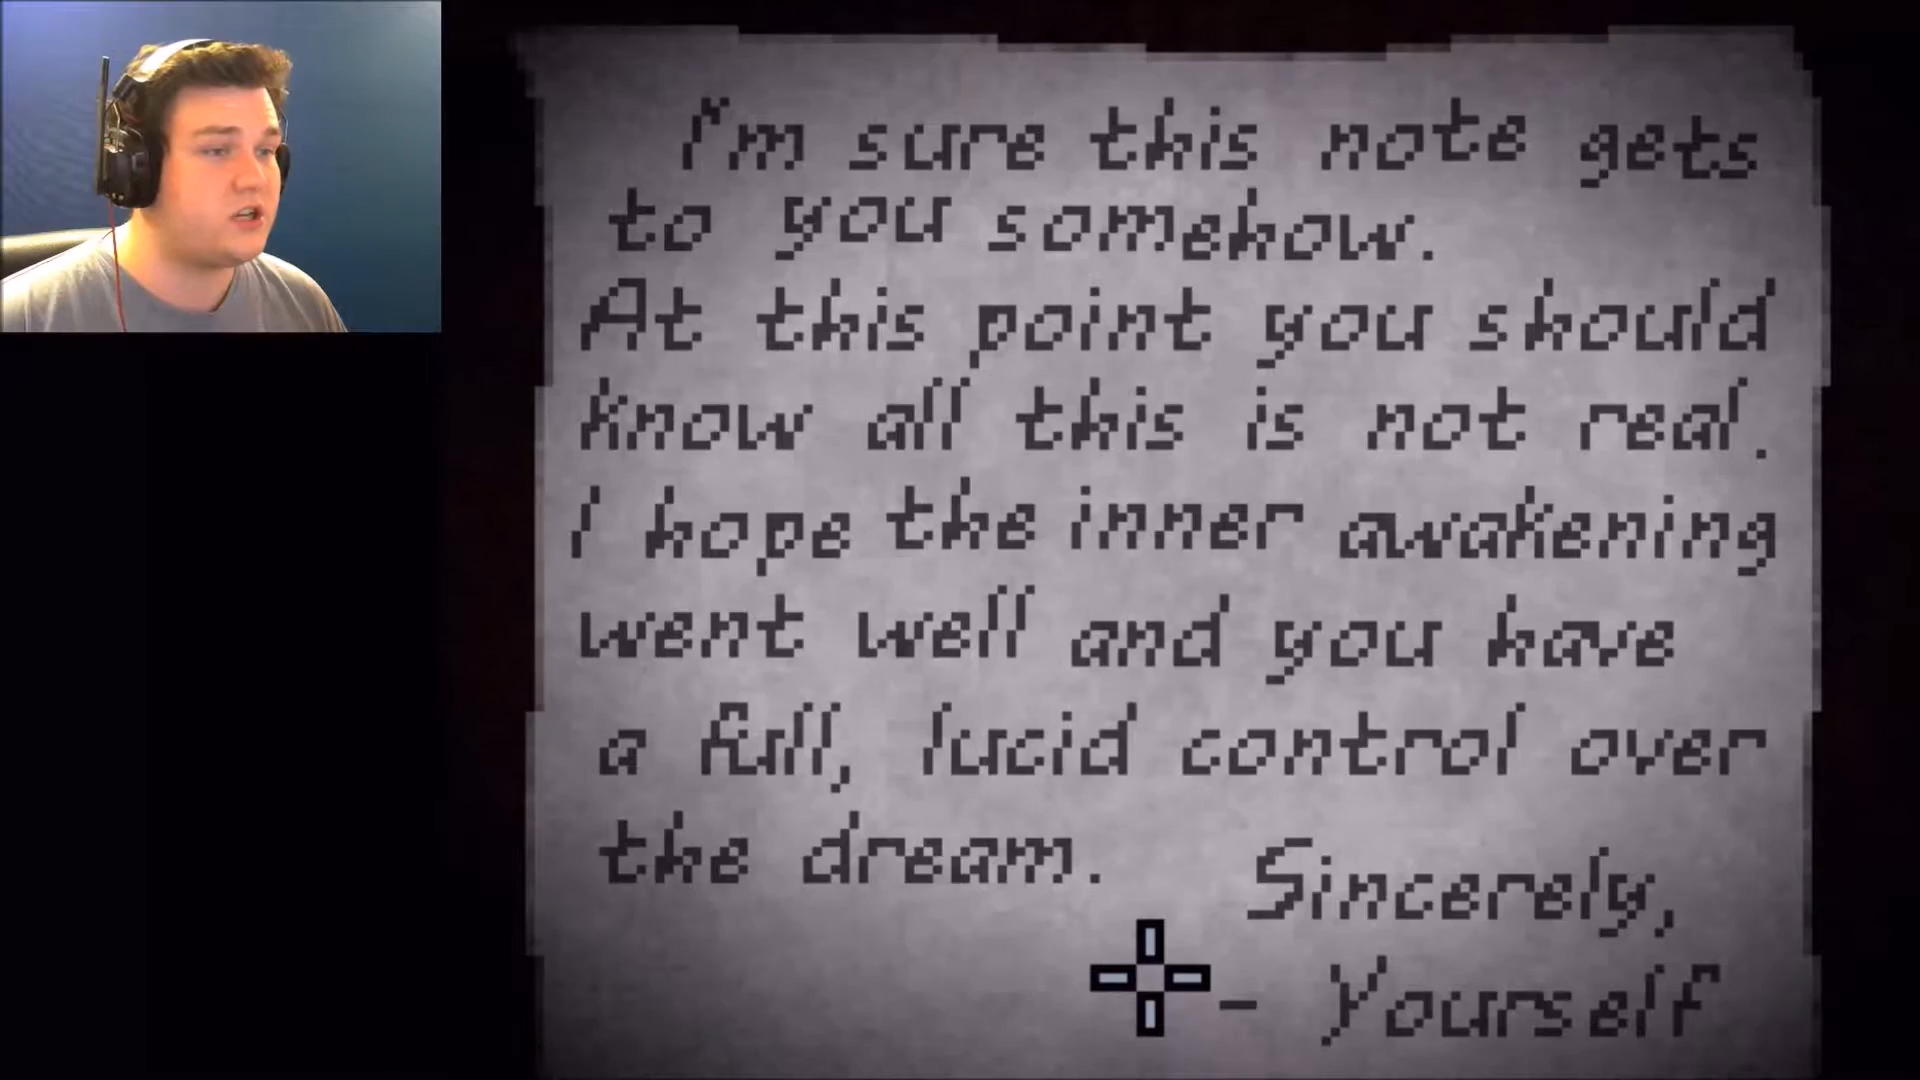 I'm sure this note gets
to you somehow.
At this point you should
know all this is not real.
I hope the inner awakening
went well and you have
a full, lucid control over
the dream.
Sincerely,
- Yourself